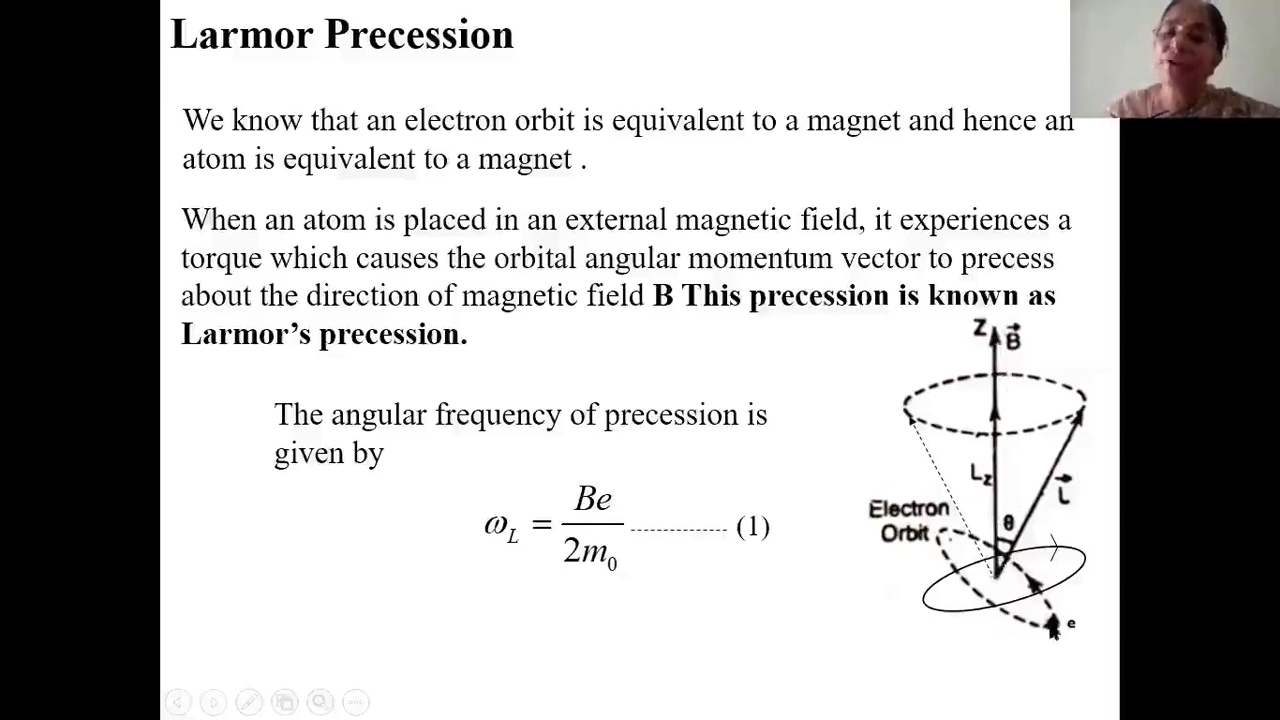 Larmor Precession
We know that an electron orbit is equivalent to a magnet and hence an
atom is equivalent to a magnet .
When an atom is placed in an external magnetic field, it experiences a
torque which causes the orbital angular momentum vector to precess
about the direction of magnetic field B This precession is known as
Larmor’s precession.
The angular frequency of precession is
given by
ω_L = Be / 2m₀ .............. (1)
Z B⃗
L_z
L⃗
θ
Electron
Orbit
e